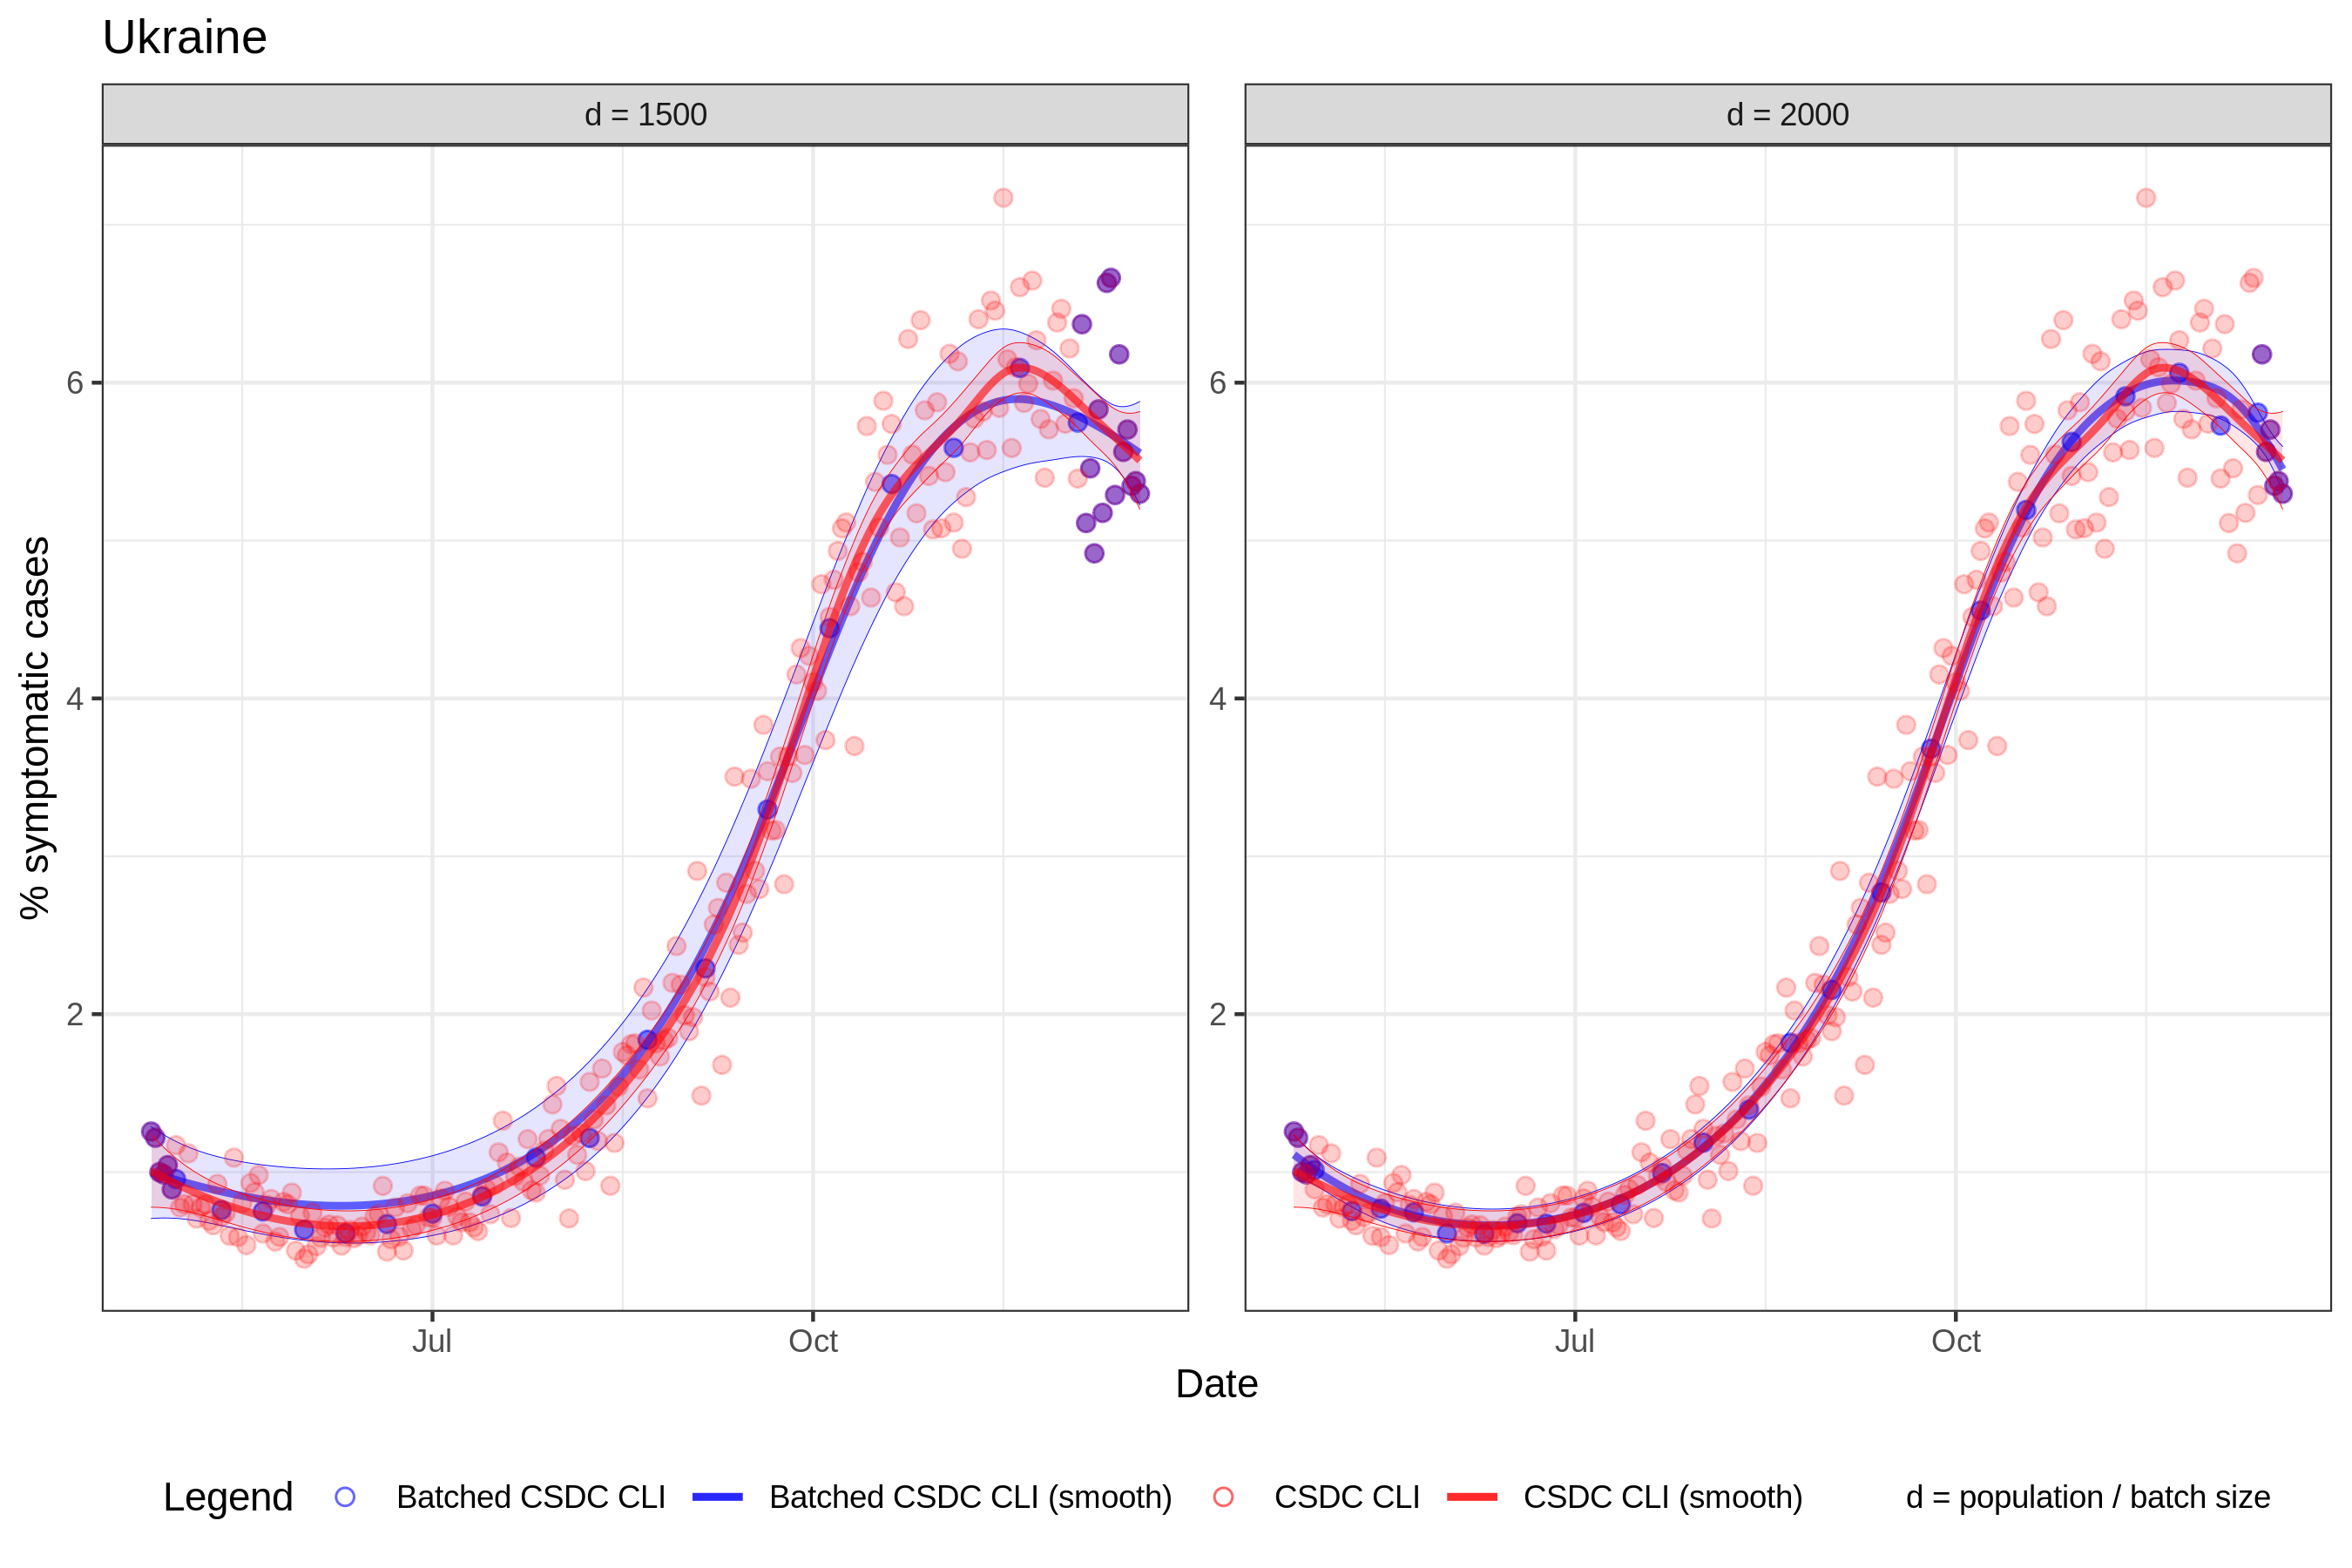 Ukraine
d = 1500
d = 2000
% symptomatic cases
6
4
2
6
4
2
Jul
Oct
Jul
Oct
Date
Legend
Batched CSDC CLI
Batched CSDC CLI (smooth)
CSDC CLI
CSDC CLI (smooth)
d = population / batch size